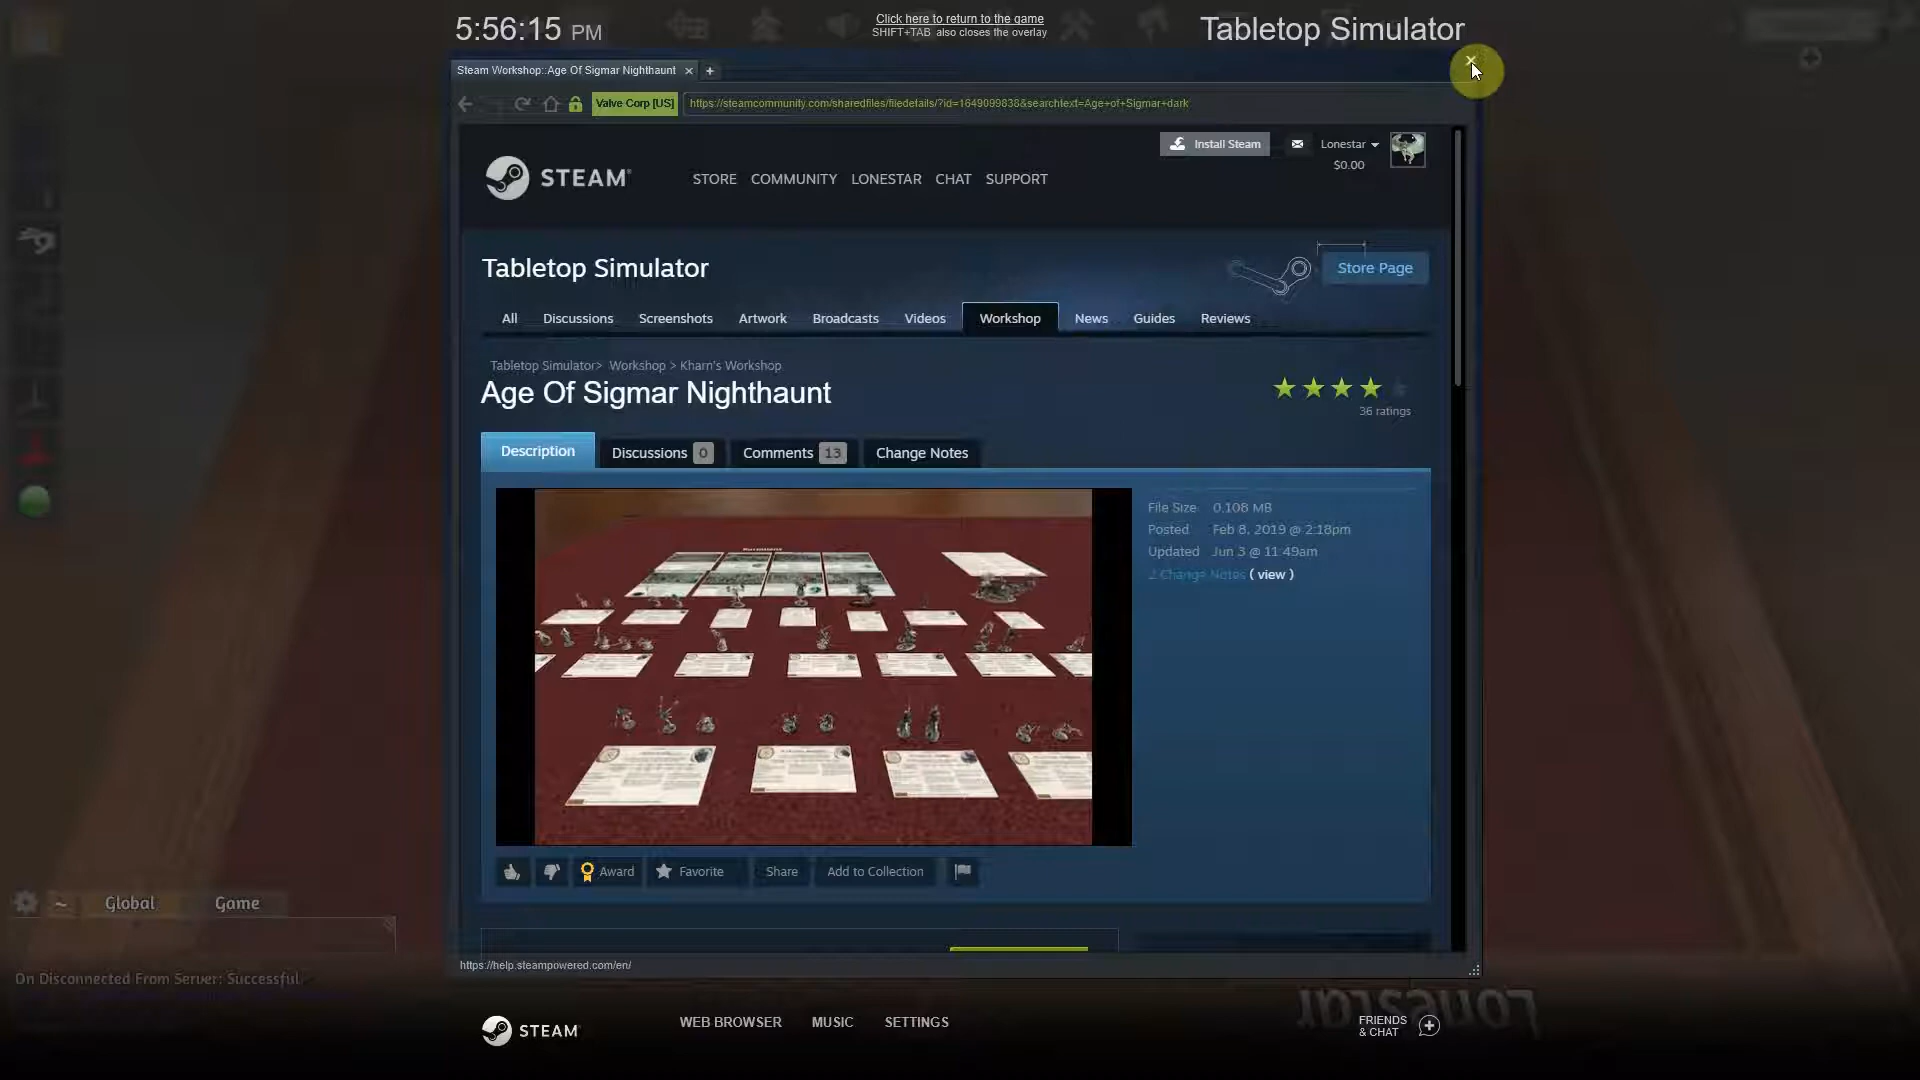 5:56:15 PM
Click here to return to the game
SHIFT+TAB also closes the overlay
Tabletop Simulator
Steam Workshop::Age Of Sigmar Nighthaunt
Valve Corp [US]
https://steamcommunity.com/sharedfiles/filedetails/?id=1649099838&searchtext=Age+of+Sigmar+dark
Install Steam
Lonestar
$0.00
STEAM
STORE COMMUNITY LONESTAR CHAT SUPPORT
Tabletop Simulator
Store Page
All Discussions Screenshots Artwork Broadcasts Videos Workshop News Guides Reviews
Tabletop Simulator> Workshop > Kharn's Workshop
Age Of Sigmar Nighthaunt
36 ratings
Description Discussions 0 Comments 13 Change Notes
File Size 0.108 MB
Posted Feb 8, 2019 @ 2:18pm
Updated Jun 3 @ 11:49am
2 Change Notes ( view )
Award Favorite Share Add to Collection
~ Global Game
https://help.steampowered.com/en/
On Disconnected From Server: Successful
Lonestar
STEAM
WEB BROWSER MUSIC SETTINGS
FRIENDS
& CHAT